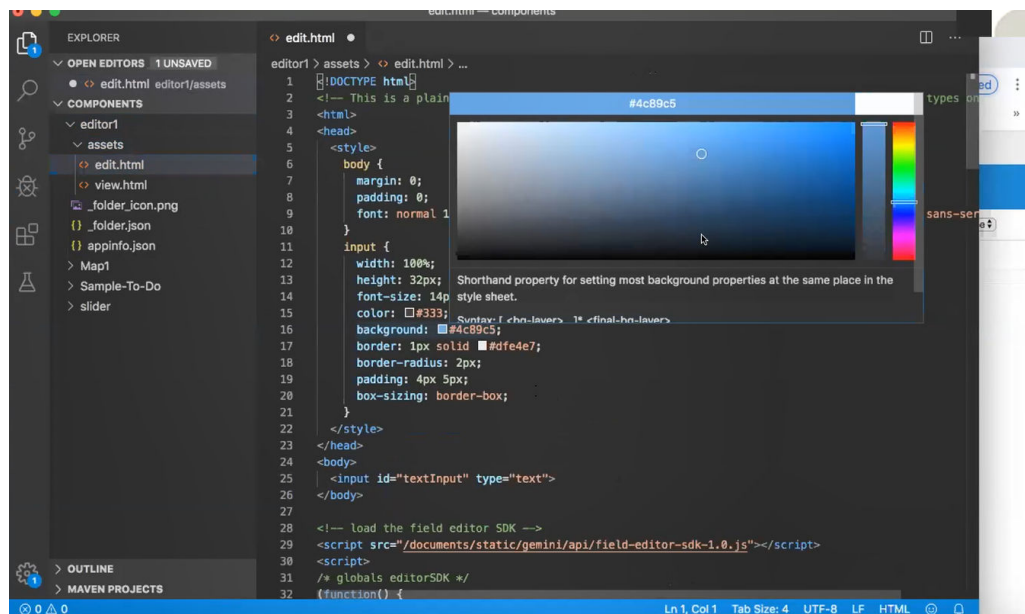 edit.html — components
EXPLORER
OPEN EDITORS 1 UNSAVED
edit.html editor1/assets
COMPONENTS
editor1
assets
edit.html
view.html
_folder_icon.png
{} _folder.json
{} appinfo.json
Map1
Sample-To-Do
slider
OUTLINE
MAVEN PROJECTS
1
1
edit.html
editor1 > assets > edit.html > ...
1 <!DOCTYPE html>
2 <!-- This is a plain types on
3 <html>
4 <head>
5 <style>
6 body {
7 margin: 0;
8 padding: 0;
9 font: normal 1 sans-ser
10 }
11 input {
12 width: 100%;
13 height: 32px;
14 font-size: 14p
15 color: #333;
16 background: #4c89c5;
17 border: 1px solid #dfe4e7;
18 border-radius: 2px;
19 padding: 4px 5px;
20 box-sizing: border-box;
21 }
22 </style>
23 </head>
24 <body>
25 <input id="textInput" type="text">
26 </body>
27
28 <!-- load the field editor SDK -->
29 <script src="/documents/static/gemini/api/field-editor-sdk-1.0.js"></script>
30 <script>
31 /* globals editorSDK */
32 (function() {
#4c89c5
Shorthand property for setting most background properties at the same place in the
style sheet.
Syntax: [ <bg-layer> , ]* <final-bg-layer>
ed
»
e
0 0
Ln 1, Col 1 Tab Size: 4 UTF-8 LF HTML